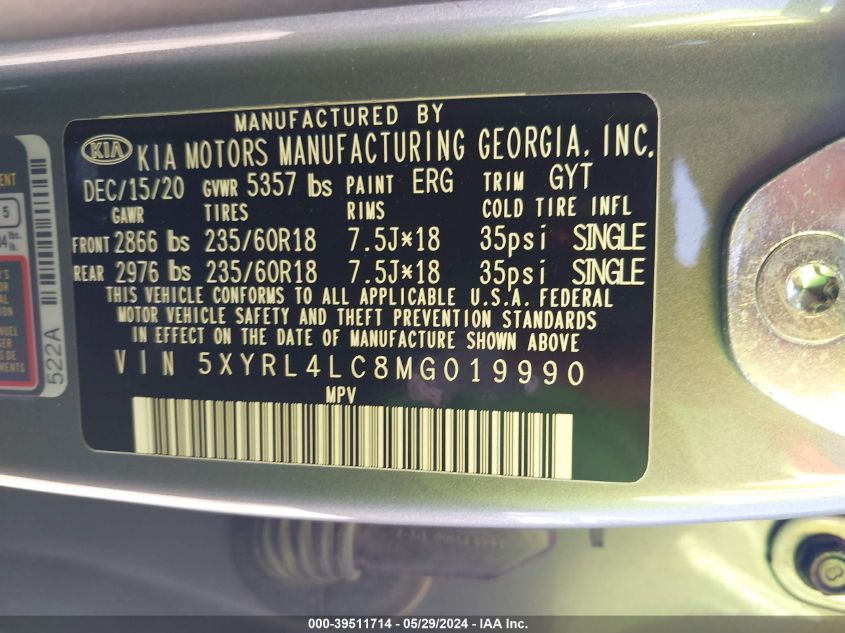 MANUFACTURED BY
KIA KIA MOTORS MANUFACTURING GEORGIA, INC.
DEC/15/20 GVWR 5357 lbs PAINT ERG TRIM GYT
GAWR TIRES RIMS COLD TIRE INFL
FRONT 2866 lbs 235/60R18 7.5J×18 35psi SINGLE
REAR 2976 lbs 235/60R18 7.5J×18 35psi SINGLE
THIS VEHICLE CONFORMS TO ALL APPLICABLE U.S.A. FEDERAL
MOTOR VEHICLE SAFETY AND THEFT PREVENTION STANDARDS
IN EFFECT ON THE DATE OF MANUFACTURE SHOWN ABOVE
VIN 5XYRL4LC8MG019990
MPV
522A
5
000-39511714 - 05/29/2024 - IAA Inc.